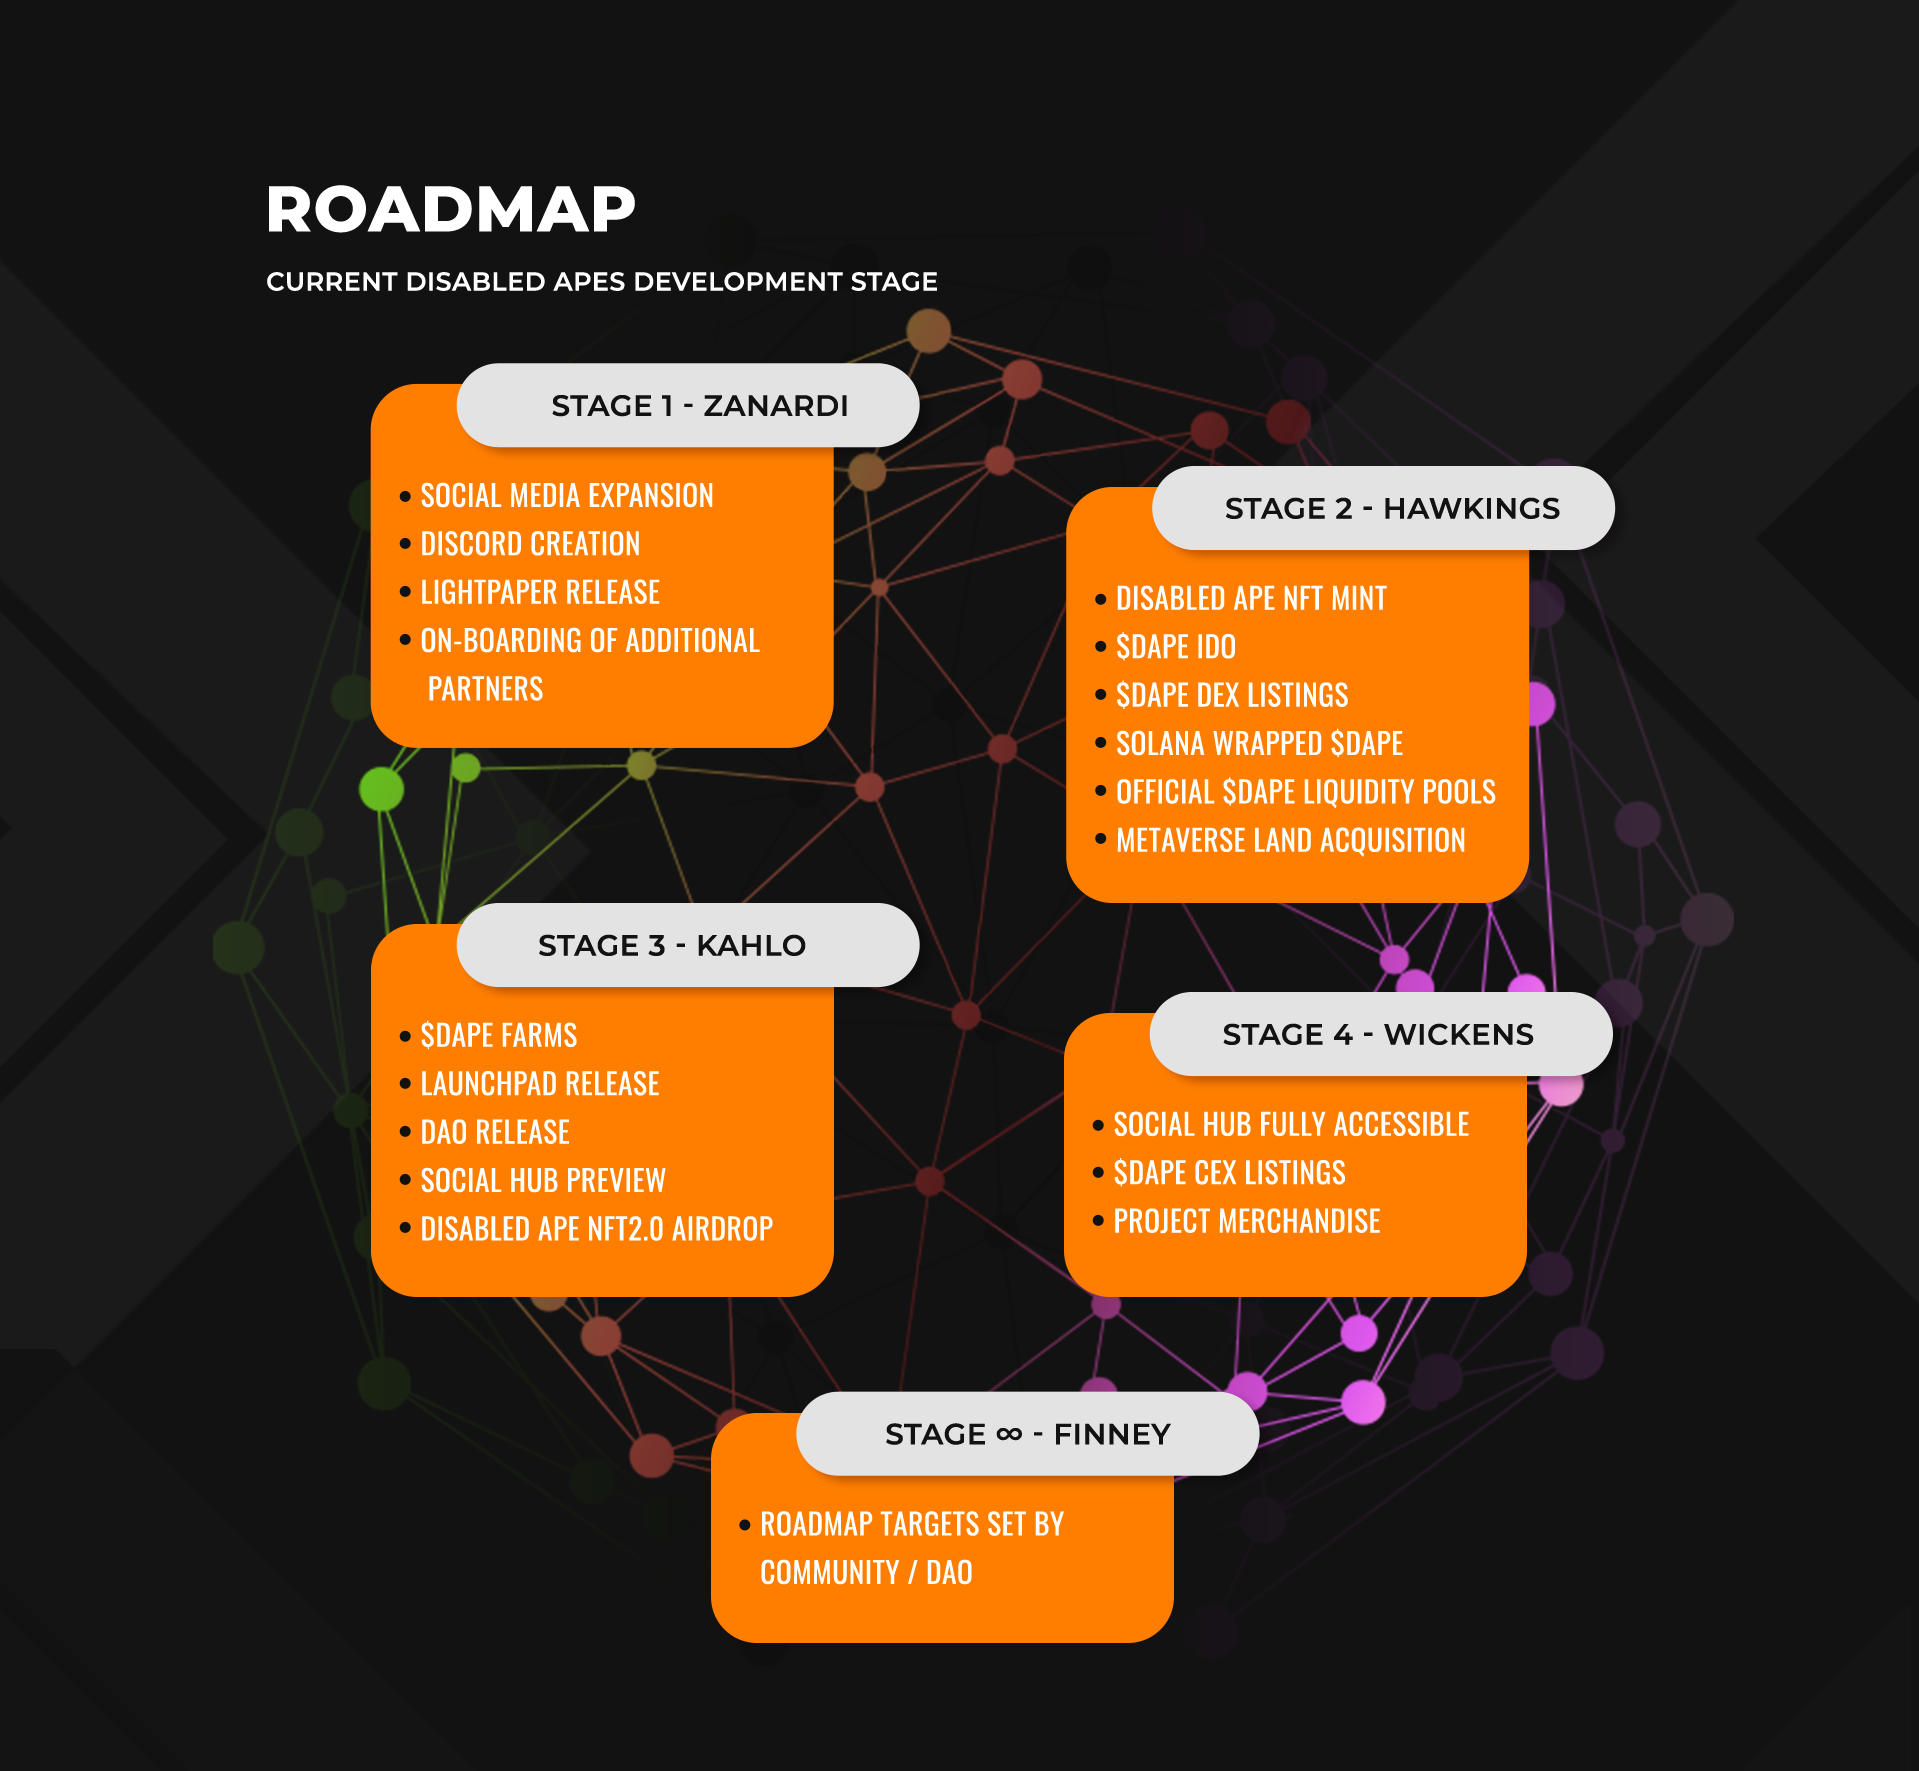 ROADMAP
CURRENT DISABLED APES DEVELOPMENT STAGE
STAGE 1 - ZANARDI
• SOCIAL MEDIA EXPANSION
• DISCORD CREATION
• LIGHTPAPER RELEASE
• ON-BOARDING OF ADDITIONAL
PARTNERS
STAGE 2 - HAWKINGS
• DISABLED APE NFT MINT
• $DAPE IDO
• $DAPE DEX LISTINGS
• SOLANA WRAPPED $DAPE
• OFFICIAL $DAPE LIQUIDITY POOLS
• METAVERSE LAND ACQUISITION
STAGE 3 - KAHLO
• $DAPE FARMS
• LAUNCHPAD RELEASE
• DAO RELEASE
• SOCIAL HUB PREVIEW
• DISABLED APE NFT2.0 AIRDROP
STAGE 4 - WICKENS
• SOCIAL HUB FULLY ACCESSIBLE
• $DAPE CEX LISTINGS
• PROJECT MERCHANDISE
STAGE ∞ - FINNEY
• ROADMAP TARGETS SET BY
COMMUNITY / DAO